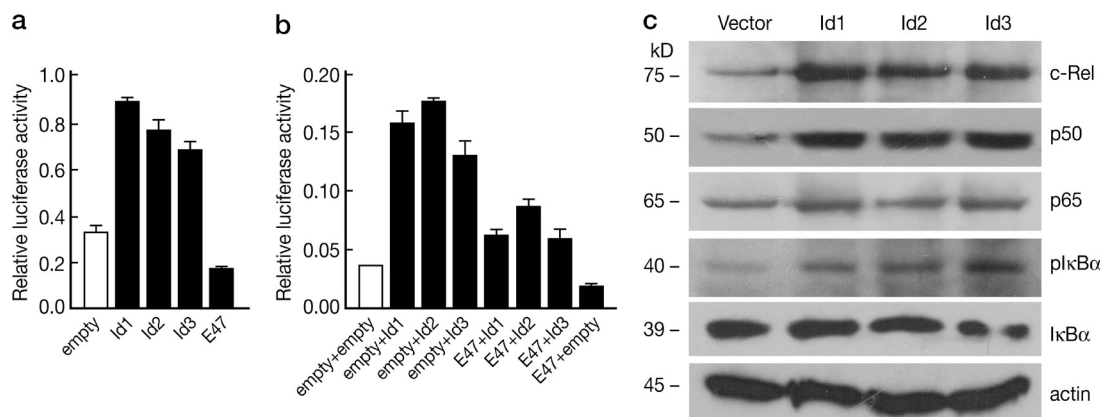 a
Relative luciferase activity
1.0
0.8
0.6
0.4
0.2
0.0
empty
Id1
Id2
Id3
E47
b
Relative luciferase activity
0.20
0.15
0.10
0.05
0.00
empty+empty
empty+Id1
empty+Id2
empty+Id3
E47+Id1
E47+Id2
E47+Id3
E47+empty
c
Vector Id1 Id2 Id3
kD
75 – c-Rel
50 – p50
65 – p65
40 – pIκBα
39 – IκBα
45 – actin